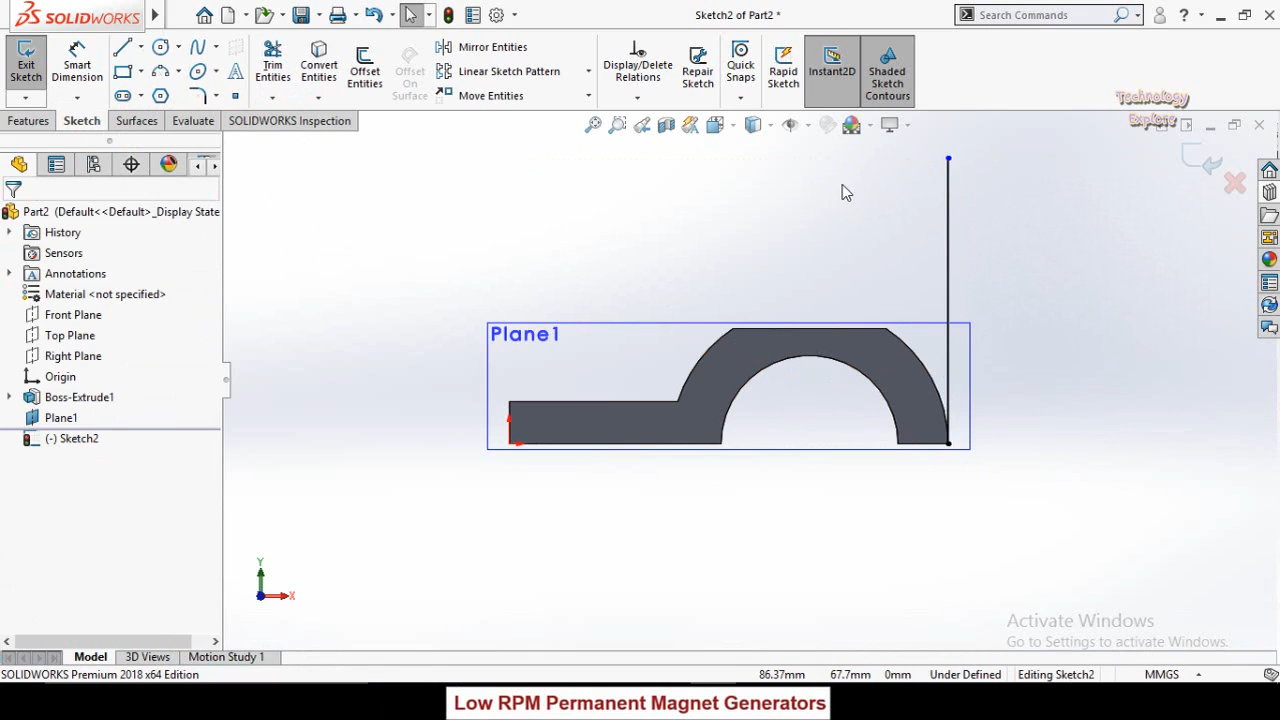 SOLIDWORKS
Sketch2 of Part2 *
Search Commands
?
Exit Sketch
Smart Dimension
Trim Entities
Convert Entities
Offset Entities
Offset On Surface
Mirror Entities
Linear Sketch Pattern
Move Entities
Display/Delete Relations
Repair Sketch
Quick Snaps
Rapid Sketch
Instant2D
Shaded Sketch Contours
Technology Explore
Features
Sketch
Surfaces
Evaluate
SOLIDWORKS Inspection
Part2 (Default<<Default>_Display State
History
Sensors
Annotations
Material <not specified>
Front Plane
Top Plane
Right Plane
Origin
Boss-Extrude1
Plane1
(-) Sketch2
Plane1
Y
X
Activate Windows
Go to Settings to activate Windows.
Model
3D Views
Motion Study 1
SOLIDWORKS Premium 2018 x64 Edition
86.37mm
67.7mm
0mm
Under Defined
Editing Sketch2
MMGS
Low RPM Permanent Magnet Generators